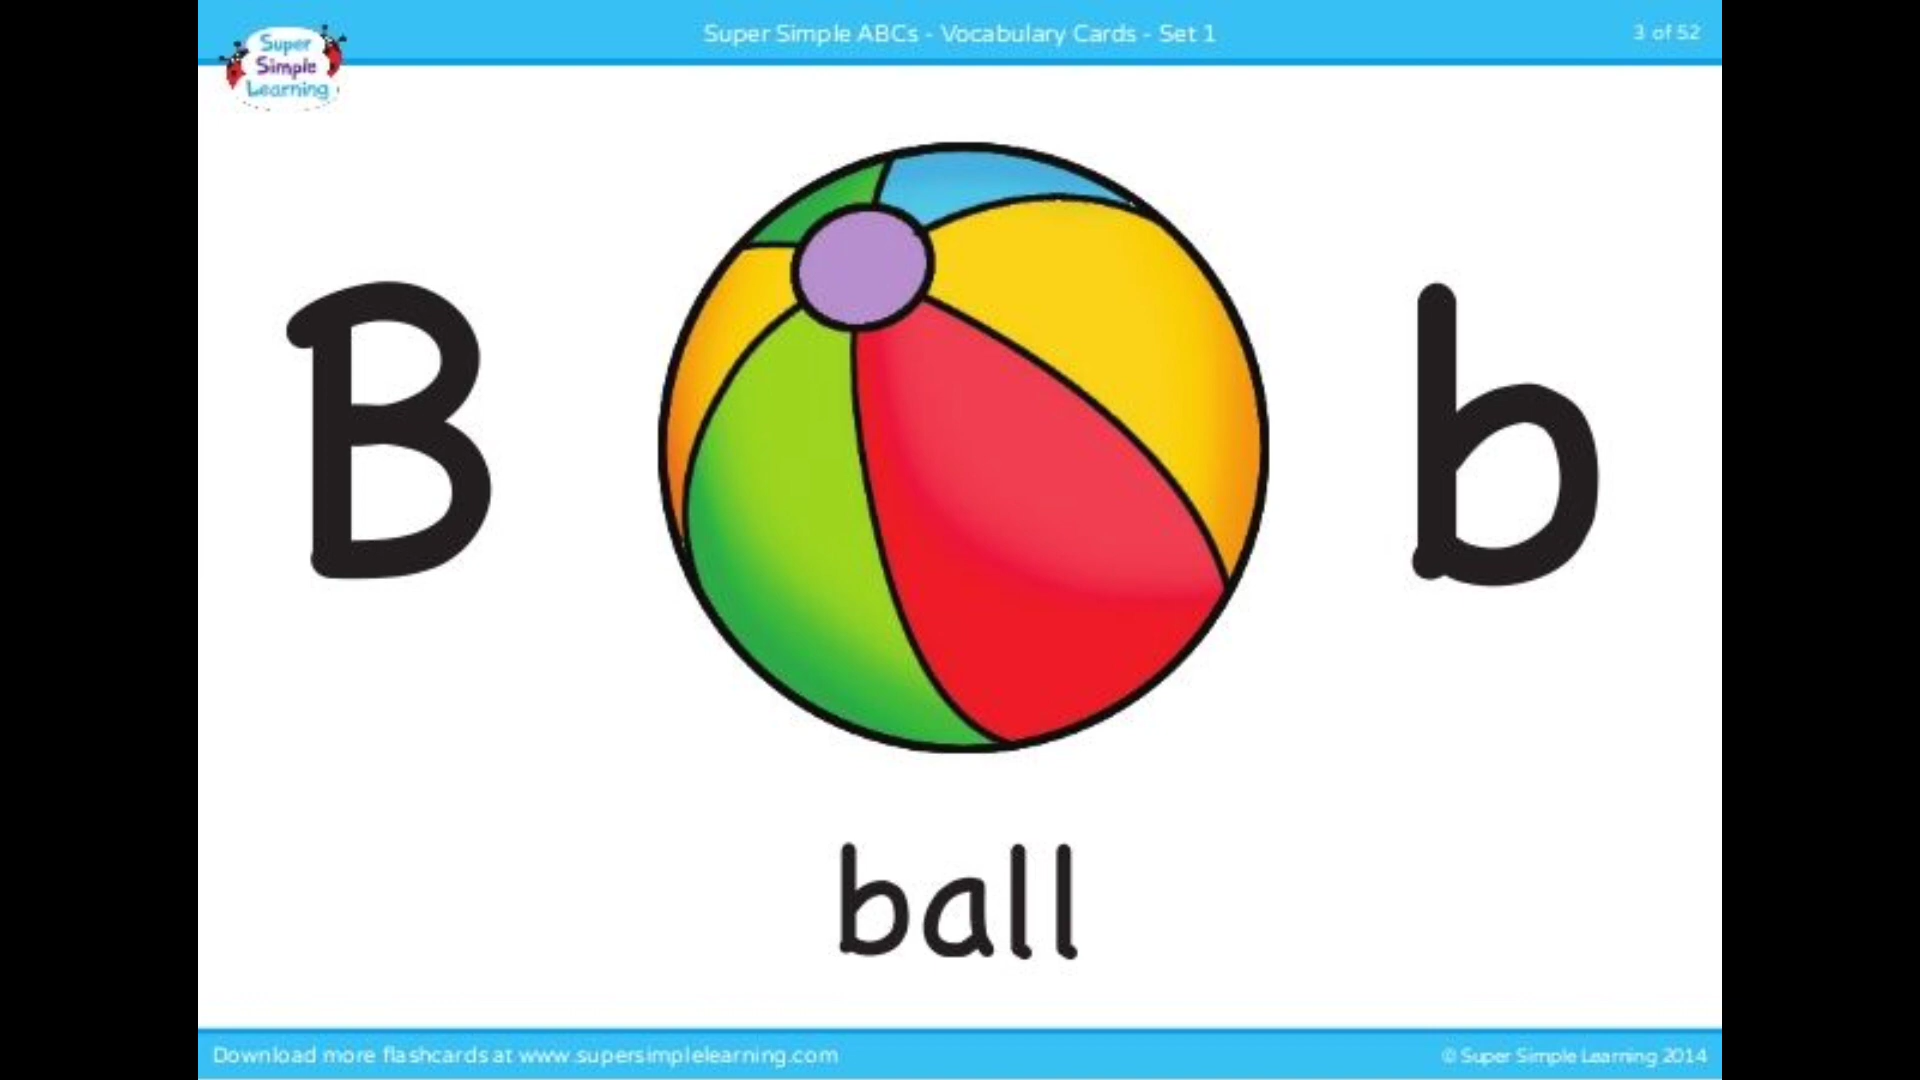 Super Simple ABCs - Vocabulary Cards - Set 1
3 of 52
Super
Simple
Learning
B
b
ball
Download more flashcards at www.supersimplelearning.com
© Super Simple Learning 2014